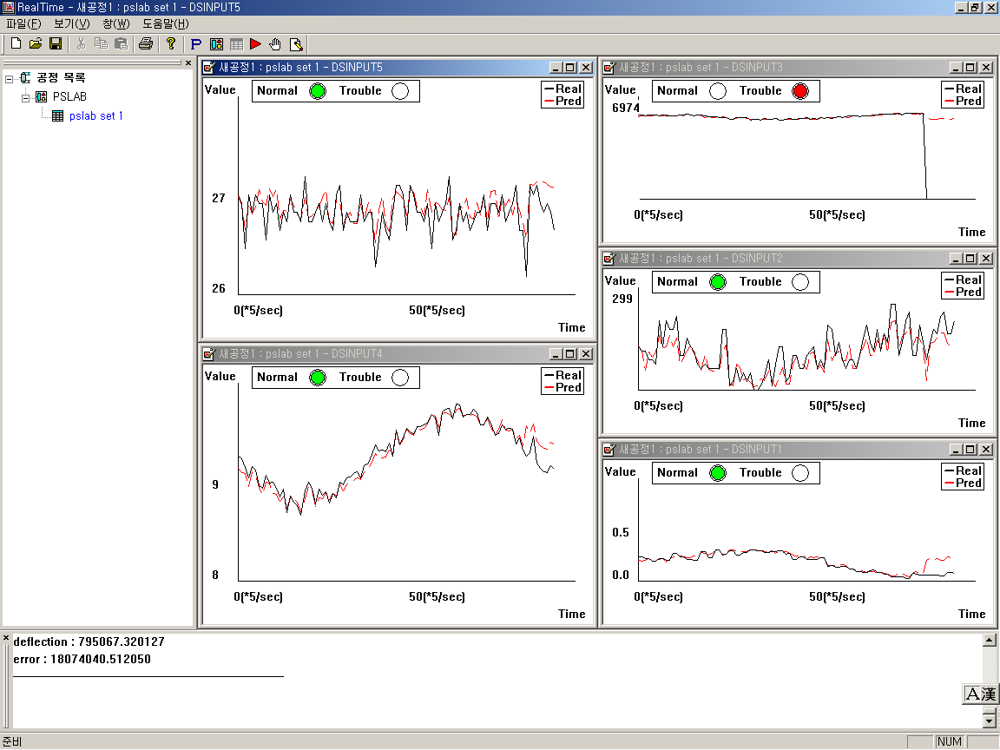 RealTime - 새공정1 : pslab set 1 - DSINPUT5
파일(F) 보기(V) 창(W) 도움말(H)
P
공정 목록
PSLAB
pslab set 1
새공정1 : pslab set 1 - DSINPUT5
Value Normal Trouble Real
Pred
27
26
0(*5/sec) 50(*5/sec)
Time
새공정1 : pslab set 1 - DSINPUT4
Value Normal Trouble Real
Pred
9
8
0(*5/sec) 50(*5/sec)
Time
새공정1 : pslab set 1 - DSINPUT3
Value Normal Trouble Real
6974 Pred
0(*5/sec) 50(*5/sec)
Time
새공정1 : pslab set 1 - DSINPUT2
Value Normal Trouble Real
299 Pred
0(*5/sec) 50(*5/sec)
Time
새공정1 : pslab set 1 - DSINPUT1
Value Normal Trouble Real
Pred
0.5
0.0
0(*5/sec) 50(*5/sec)
Time
deflection : 795067.320127
error : 18074040.512050
A漢
준비 NUM